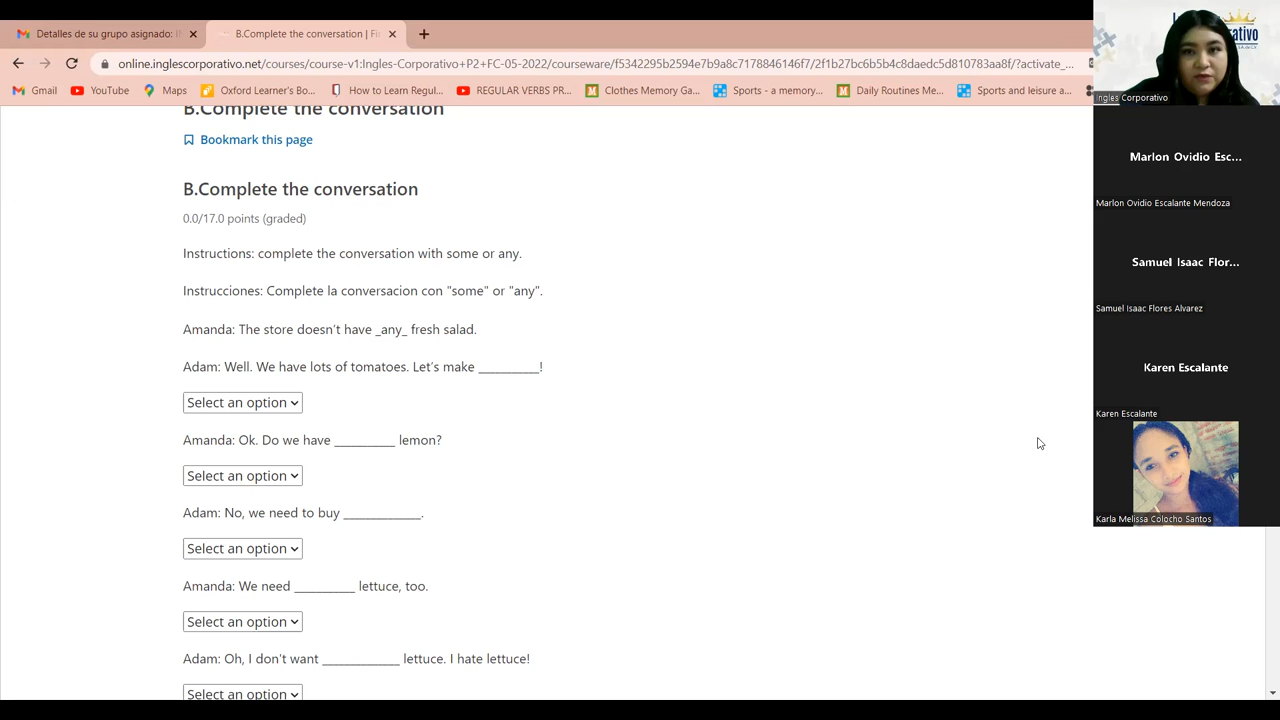 Detalles de su grupo asignado: I
B.Complete the conversation | Fi
online.inglescorporativo.net/courses/course-v1:Ingles-Corporativo+P2+FC-05-2022/courseware/f5342295b2594e7b9a8c7178846146f7/2f1b27bc6b5b4c8daedc5d810783aa8f/?activate_...
Gmail
YouTube
Maps
Oxford Learner's Bo...
How to Learn Regul...
REGULAR VERBS PR...
Clothes Memory Ga...
Sports - a memory...
Daily Routines Me...
Sports and leisure a...
B.Complete the conversation
Bookmark this page
B.Complete the conversation
0.0/17.0 points (graded)
Instructions: complete the conversation with some or any.
Instrucciones: Complete la conversacion con "some" or "any".
Amanda: The store doesn't have _any_ fresh salad.
Adam: Well. We have lots of tomatoes. Let's make __________!
Select an option
Amanda: Ok. Do we have __________ lemon?
Select an option
Adam: No, we need to buy _____________.
Select an option
Amanda: We need __________ lettuce, too.
Select an option
Adam: Oh, I don't want _____________ lettuce. I hate lettuce!
Select an option
Ingles Corporativo
Marlon Ovidio Esc...
Marlon Ovidio Escalante Mendoza
Samuel Isaac Flor...
Samuel Isaac Flores Alvarez
Karen Escalante
Karen Escalante
Karla Melissa Colocho Santos